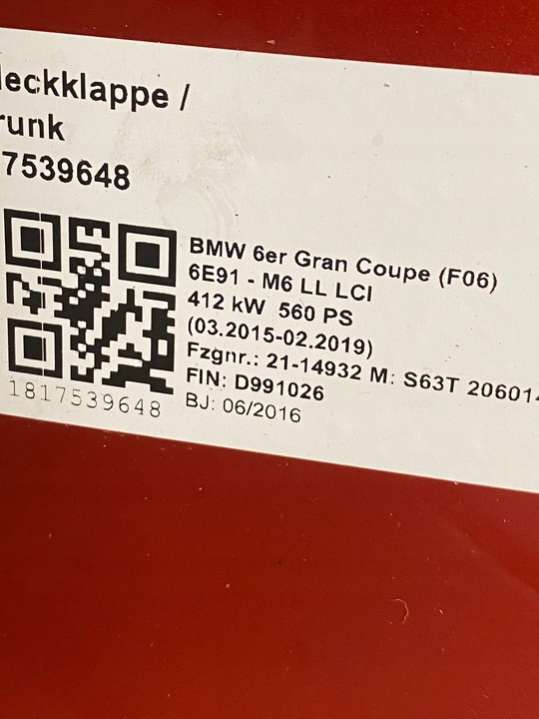 eckklappe /
runk
7539648
BMW 6er Gran Coupe (F06)
6E91 - M6 LL LCI
412 kW 560 PS
(03.2015-02.2019)
Fzgnr.: 21-14932 M: S63T 206014
FIN: D991026
BJ: 06/2016
1817539648